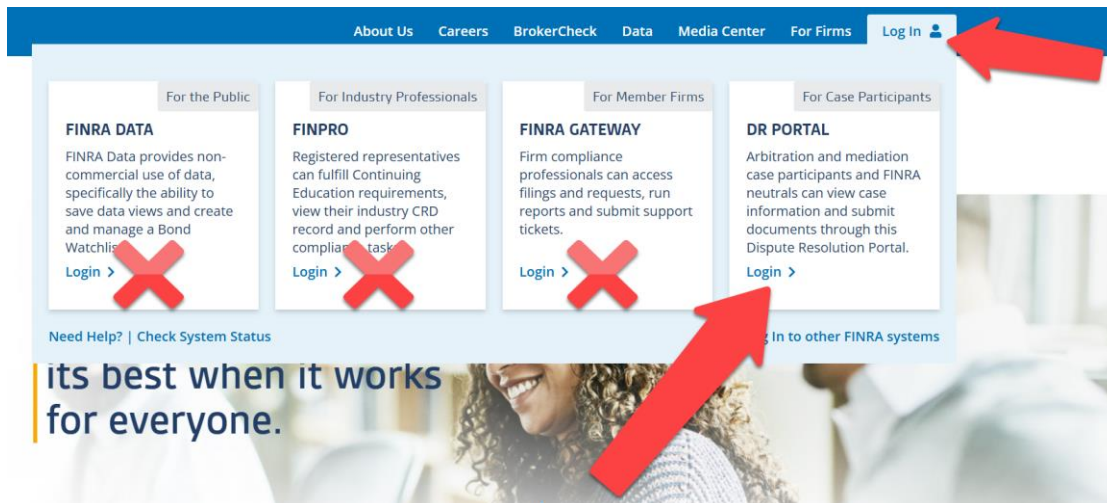 About Us Careers BrokerCheck Data Media Center For Firms Log In
For the Public
FINRA DATA
FINRA Data provides non-
commercial use of data,
specifically the ability to
save data views and create
and manage a Bond
Watchlist
Login >
For Industry Professionals
FINPRO
Registered representatives
can fulfill Continuing
Education requirements,
view their industry CRD
record and perform other
compliance task
Login >
For Member Firms
FINRA GATEWAY
Firm compliance
professionals can access
filings and requests, run
reports and submit support
tickets.
Login >
For Case Participants
DR PORTAL
Arbitration and mediation
case participants and FINRA
neutrals can view case
information and submit
documents through this
Dispute Resolution Portal.
Login >
Need Help? | Check System Status
In to other FINRA systems
its best when it works
for everyone.